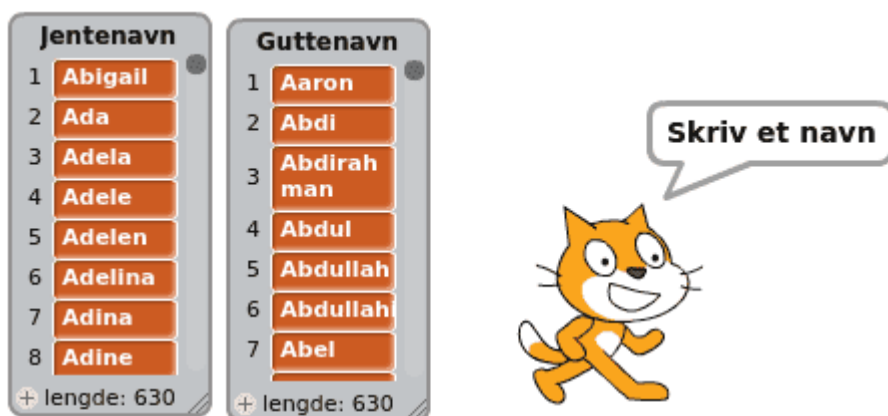 Jentenavn
1 Abigail
2 Ada
3 Adela
4 Adele
5 Adelen
6 Adelina
7 Adina
8 Adine
+ lengde: 630
Guttenavn
1 Aaron
2 Abdi
3 Abdirah
man
4 Abdul
5 Abdullah
6 Abdullahi
7 Abel
+ lengde: 630
Skriv et navn